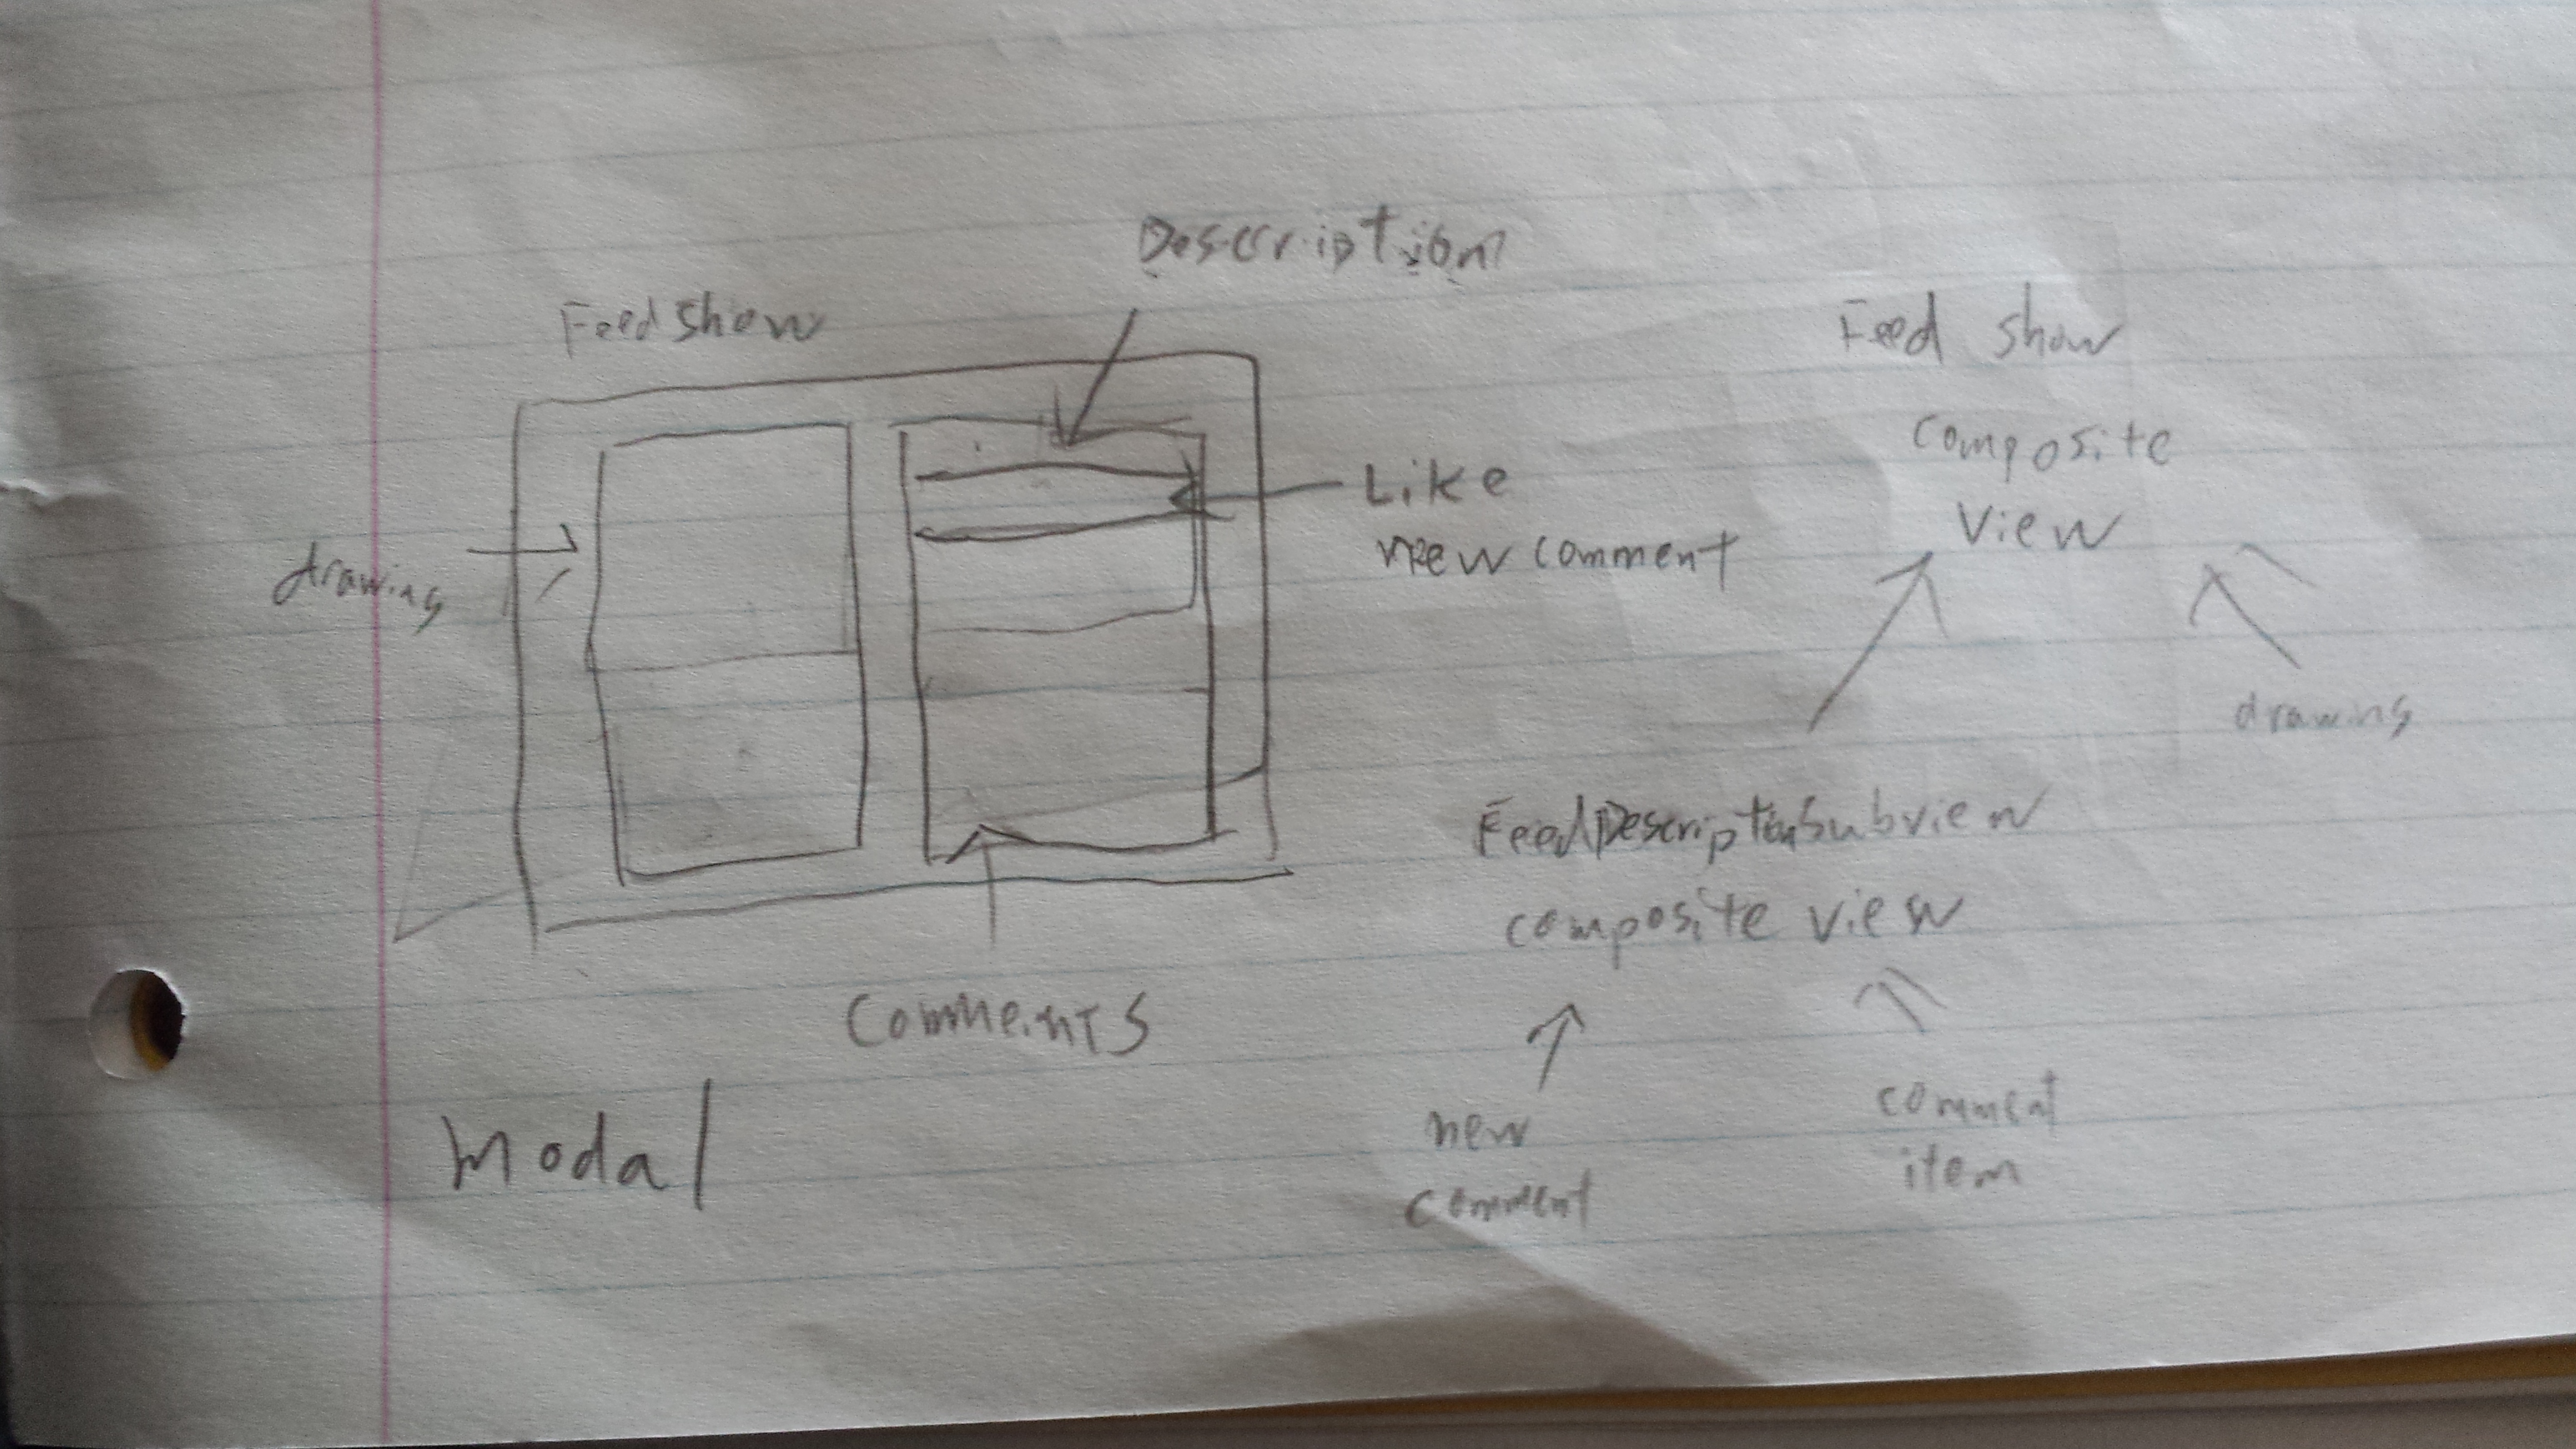 Description
Feed show
Feed show
composite
view
Like
new comment
drawing
drawing
FeedDescriptionsubview
composite view
comments
comment
item
new
comment
modal